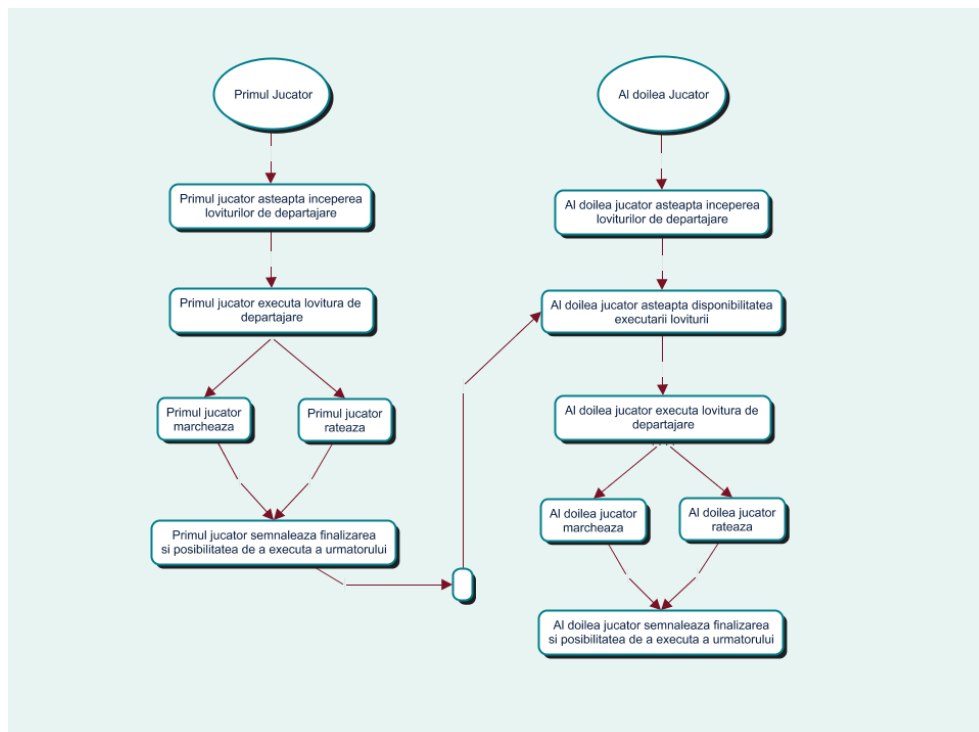 Primul Jucator
Primul jucator asteapta inceperea
loviturilor de departajare
Primul jucator executa lovitura de
departajare
Primul jucator
marcheaza
Primul jucator
rateaza
Primul jucator semnaleaza finalizarea
si posibilitatea de a executa a urmatorului
Al doilea Jucator
Al doilea jucator asteapta inceperea
loviturilor de departajare
Al doilea jucator asteapta disponibilitatea
executarii loviturii
Al doilea jucator executa lovitura de
departajare
Al doilea jucator
marcheaza
Al doilea jucator
rateaza
Al doilea jucator semnaleaza finalizarea
si posibilitatea de a executa a urmatorului